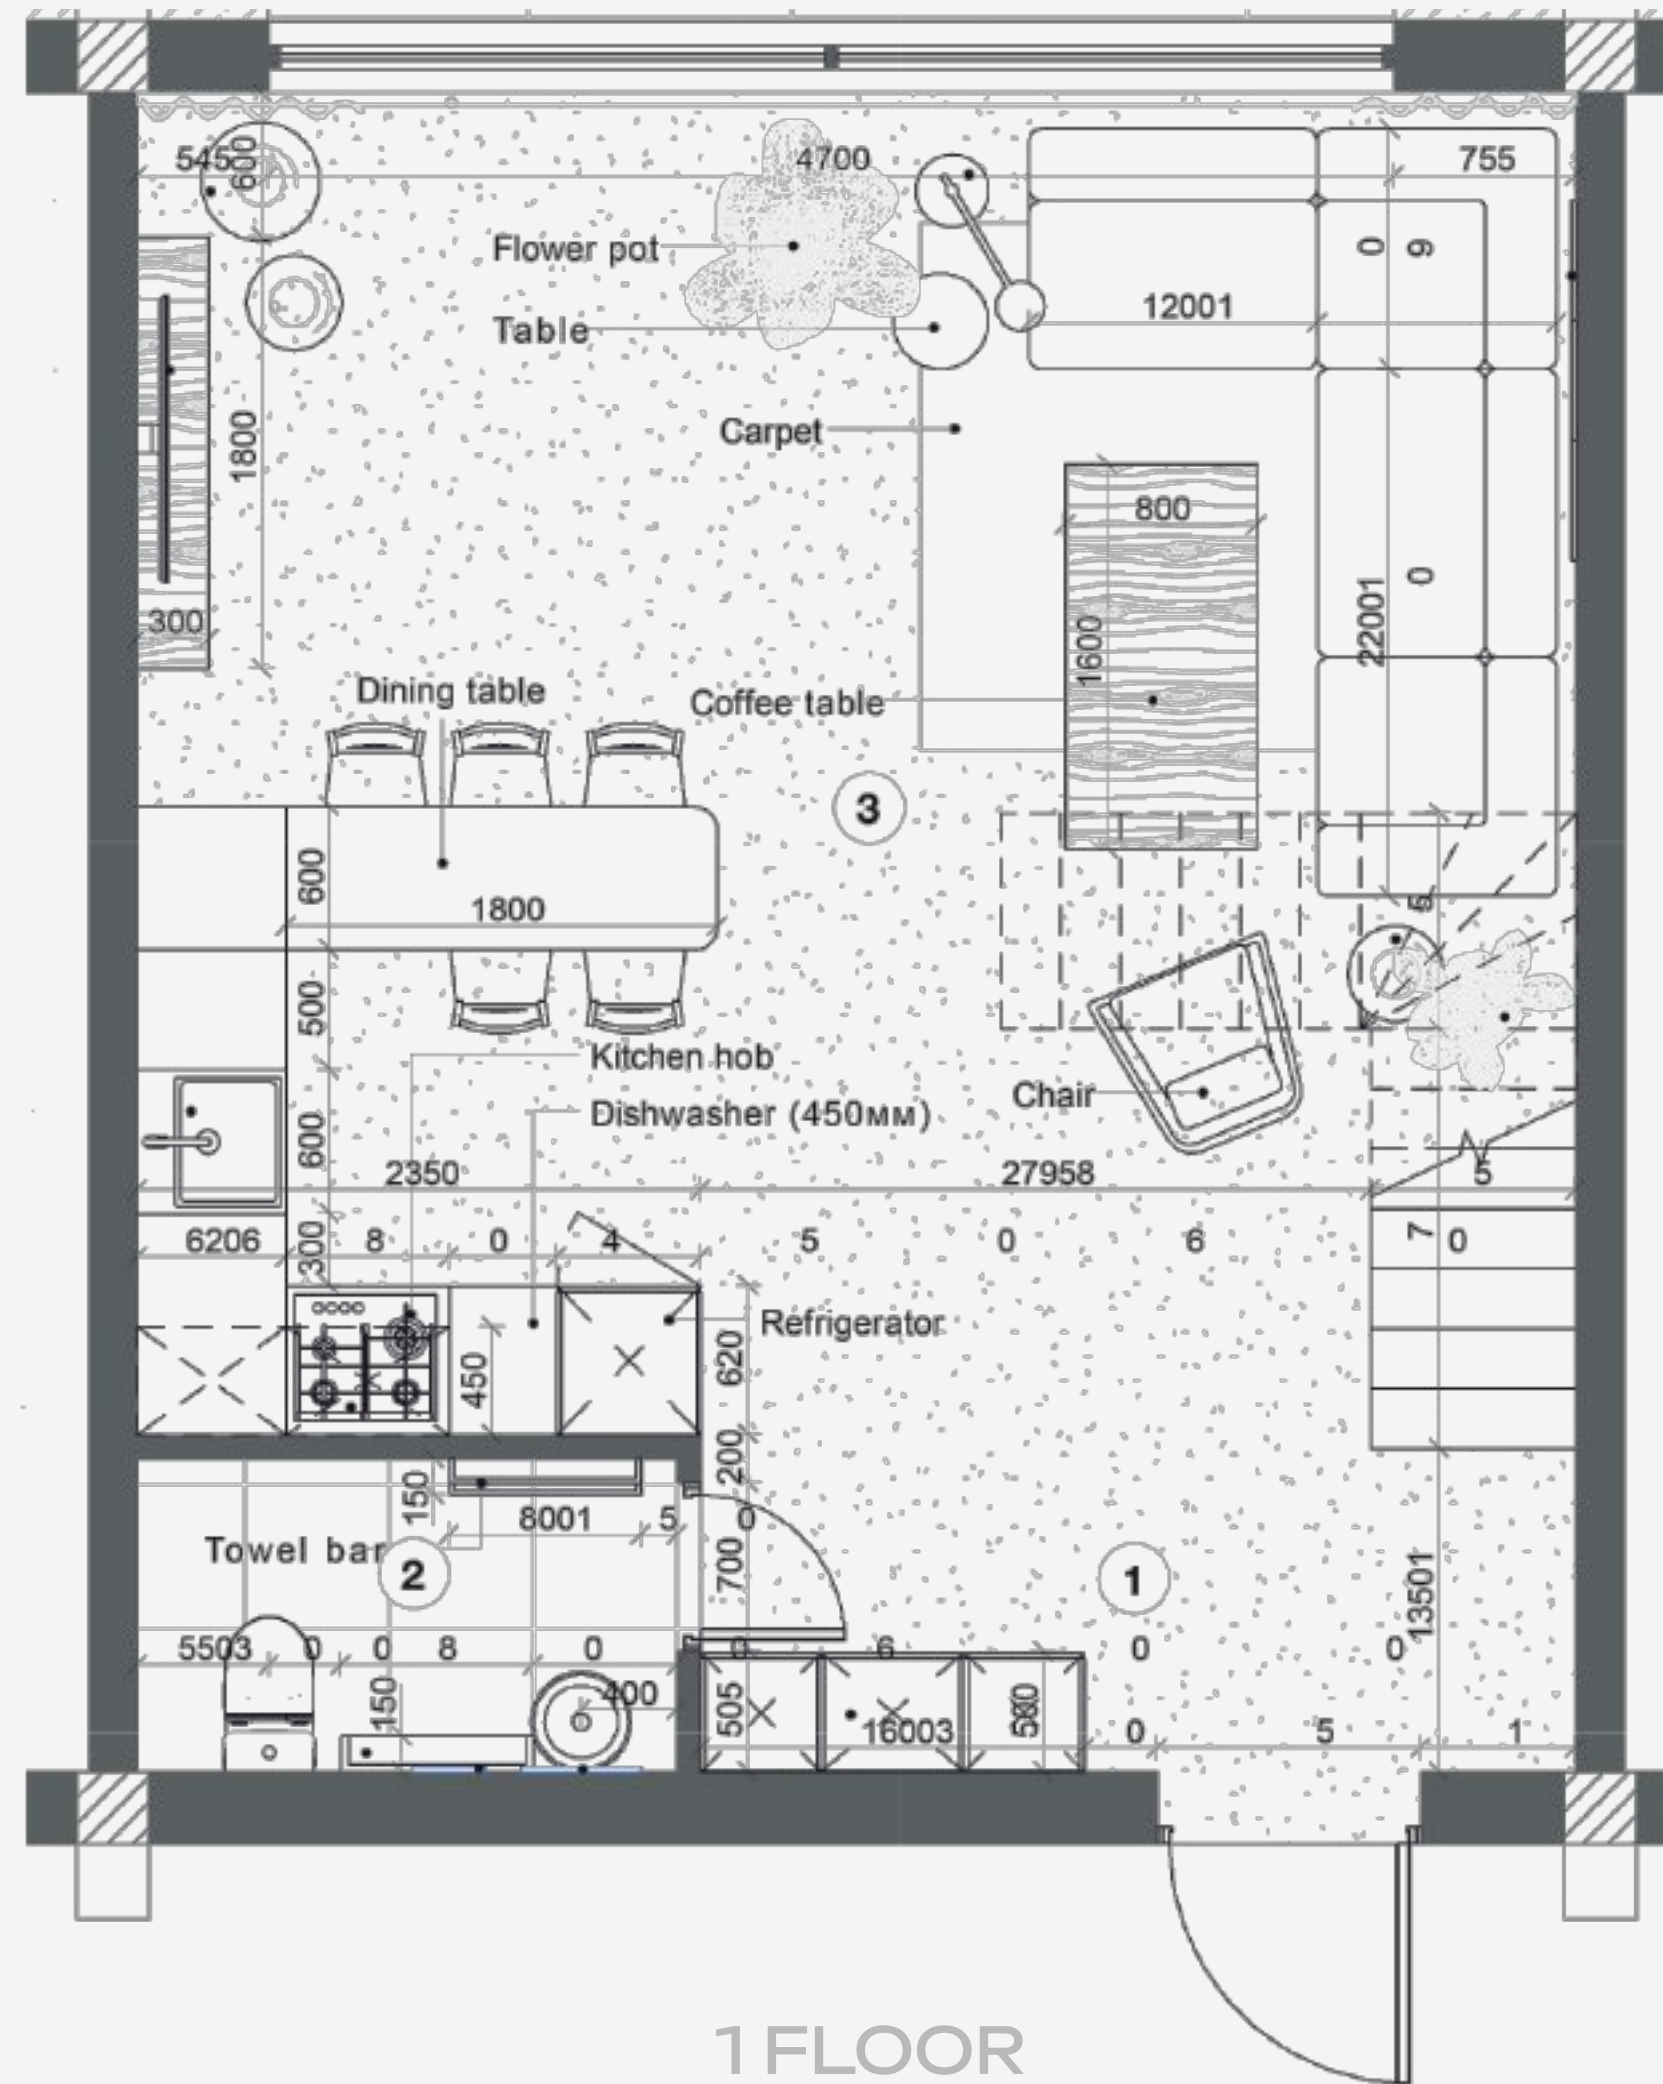 545 600 4700 755
Flower pot
0 9
Table
12001
1800
Carpet
800
22001 0
300
1600
Dining table
Coffee table
3
600
1800
5
500
Kitchen hob
Chair
Dishwasher (450мм)
600
2350 27958 5
6206 300 8 0 4 5 0 6 7 0
Refrigerator
620
450
200
150
8001 5 0
Towel bar
2
700
1
13501
5503 0 0 8 0 0 6 0 0
150 400
505 16003 580 0 5 1
1 FLOOR